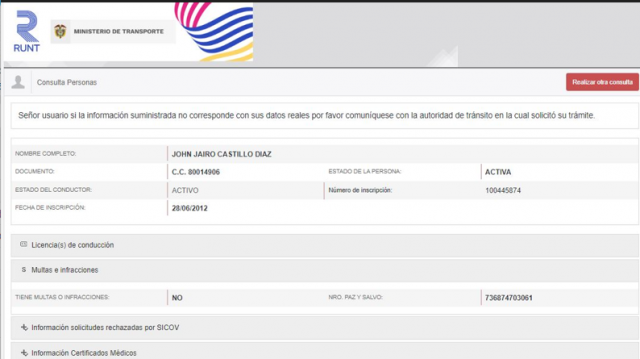 RUNT
MINISTERIO DE TRANSPORTE
Consulta Personas
Realizar otra consulta
Señor usuario si la información suministrada no corresponde con sus datos reales por favor comuníquese con la autoridad de tránsito en la cual solicitó su trámite.
NOMBRE COMPLETO: JOHN JAIRO CASTILLO DIAZ
DOCUMENTO: C.C. 80014906 ESTADO DE LA PERSONA: ACTIVA
ESTADO DEL CONDUCTOR: ACTIVO Número de inscripción: 100445874
FECHA DE INSCRIPCIÓN: 28/06/2012
Licencia(s) de conducción
Multas e infracciones
TIENE MULTAS O INFRACCIONES: NO NRO. PAZ Y SALVO: 736874703061
Información solicitudes rechazadas por SICOV
Información Certificados Médicos